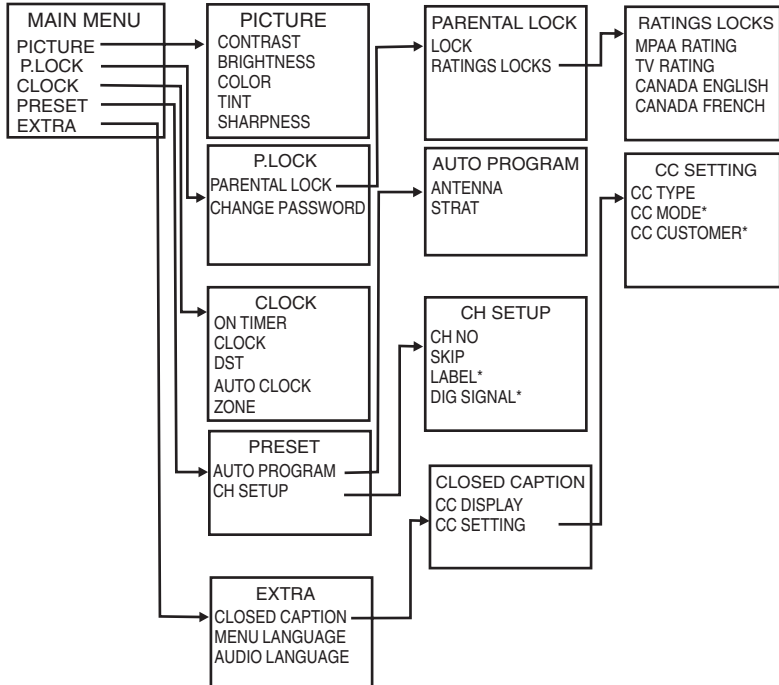 MAIN MENU
PICTURE
P.LOCK
CLOCK
PRESET
EXTRA
PICTURE
CONTRAST
BRIGHTNESS
COLOR
TINT
SHARPNESS
PARENTAL LOCK
LOCK
RATINGS LOCKS
RATINGS LOCKS
MPAA RATING
TV RATING
CANADA ENGLISH
CANADA FRENCH
P.LOCK
PARENTAL LOCK
CHANGE PASSWORD
AUTO PROGRAM
ANTENNA
STRAT
CC SETTING
CC TYPE
CC MODE*
CC CUSTOMER*
CLOCK
ON TIMER
CLOCK
DST
AUTO CLOCK
ZONE
CH SETUP
CH NO
SKIP
LABEL*
DIG SIGNAL*
PRESET
AUTO PROGRAM
CH SETUP
CLOSED CAPTION
CC DISPLAY
CC SETTING
EXTRA
CLOSED CAPTION
MENU LANGUAGE
AUDIO LANGUAGE